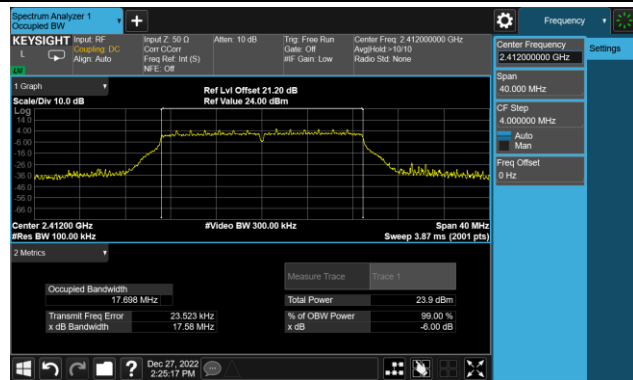 Spectrum Analyzer 1
Occupied BW
Frequency
KEYSIGHT
L
LNI
Input: RF
Coupling: DC
Align: Auto
Input Z: 50 Ω
Corr CCorr
Freq Ref: Int (S)
NFE: Off
Atten: 10 dB
Trig: Free Run
Gate: Off
#IF Gain: Low
Center Freq: 2.412000000 GHz
Avg|Hold:>10/10
Radio Std: None
Center Frequency
2.412000000 GHz
Settings
Span
40.000 MHz
CF Step
4.000000 MHz
Auto
Man
Freq Offset
0 Hz
1 Graph
Scale/Div 10.0 dB
Ref Lvl Offset 21.20 dB
Ref Value 24.00 dBm
Log
14.0
4.00
-6.00
-16.0
-26.0
-36.0
-46.0
-56.0
-66.0
Center 2.41200 GHz
#Res BW 100.00 kHz
#Video BW 300.00 kHz
Span 40 MHz
Sweep 3.87 ms (2001 pts)
2 Metrics
Measure Trace
Trace 1
Occupied Bandwidth
17.698 MHz
Total Power
23.9 dBm
Transmit Freq Error
23.523 kHz
% of OBW Power
99.00 %
x dB Bandwidth
17.58 MHz
x dB
-6.00 dB
?
Dec 27, 2022
2:25:17 PM